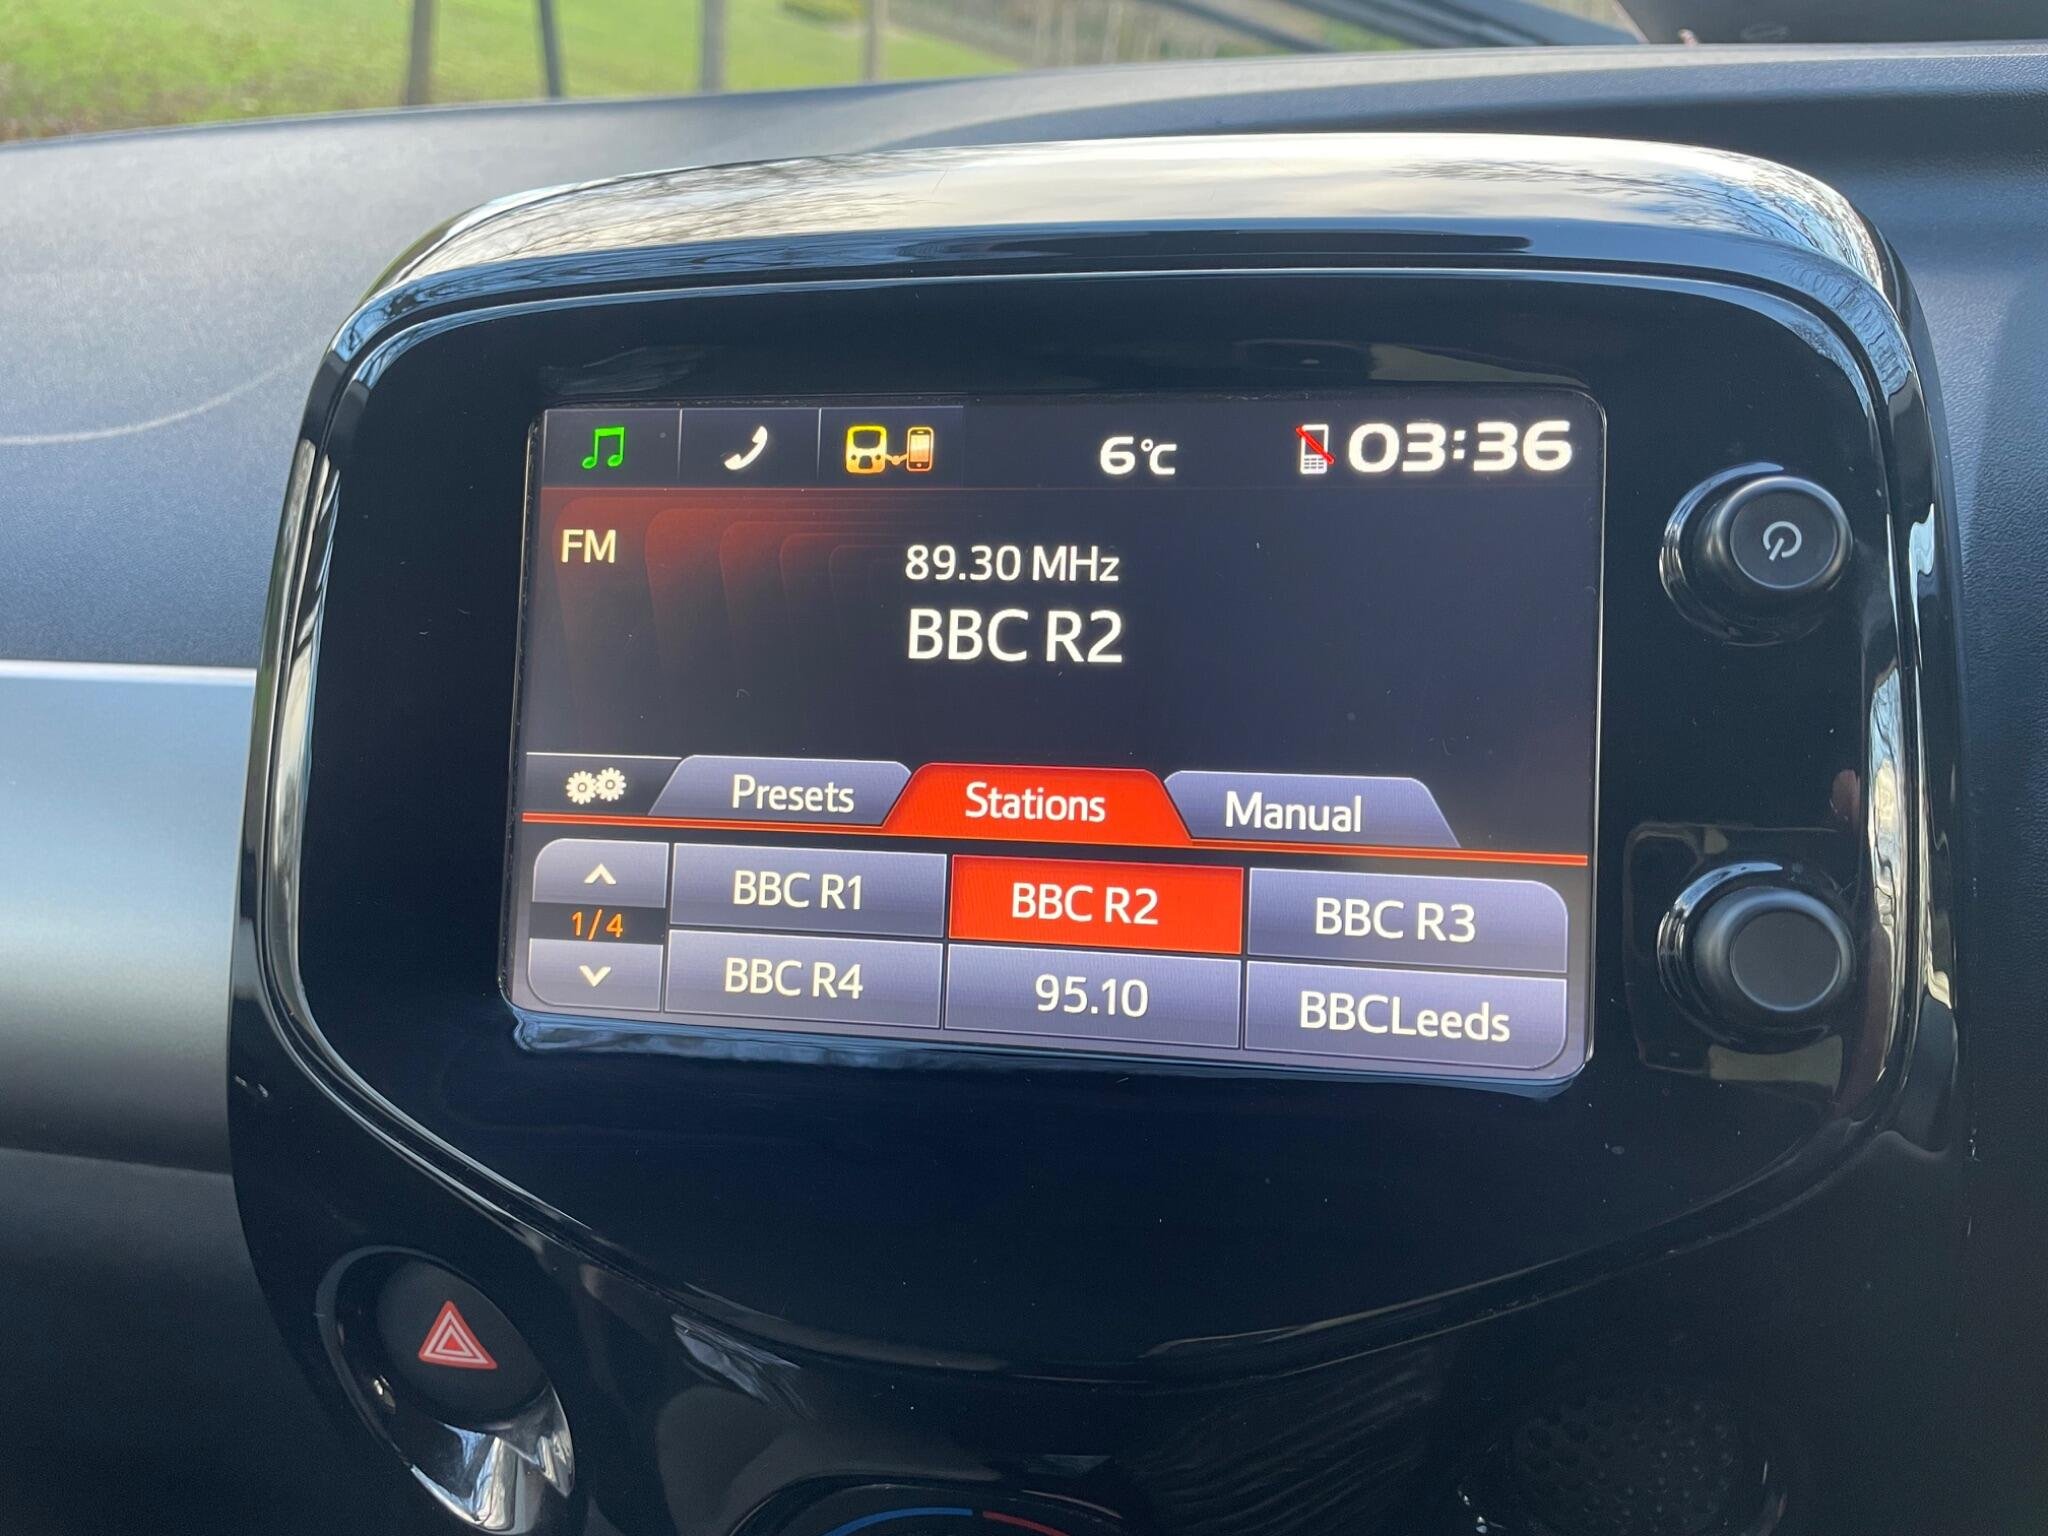 6°C 03:36
FM
89.30 MHz
BBC R2
Presets Stations Manual
BBC R1 BBC R2 BBC R3
1/4
BBC R4 95.10 BBCLeeds